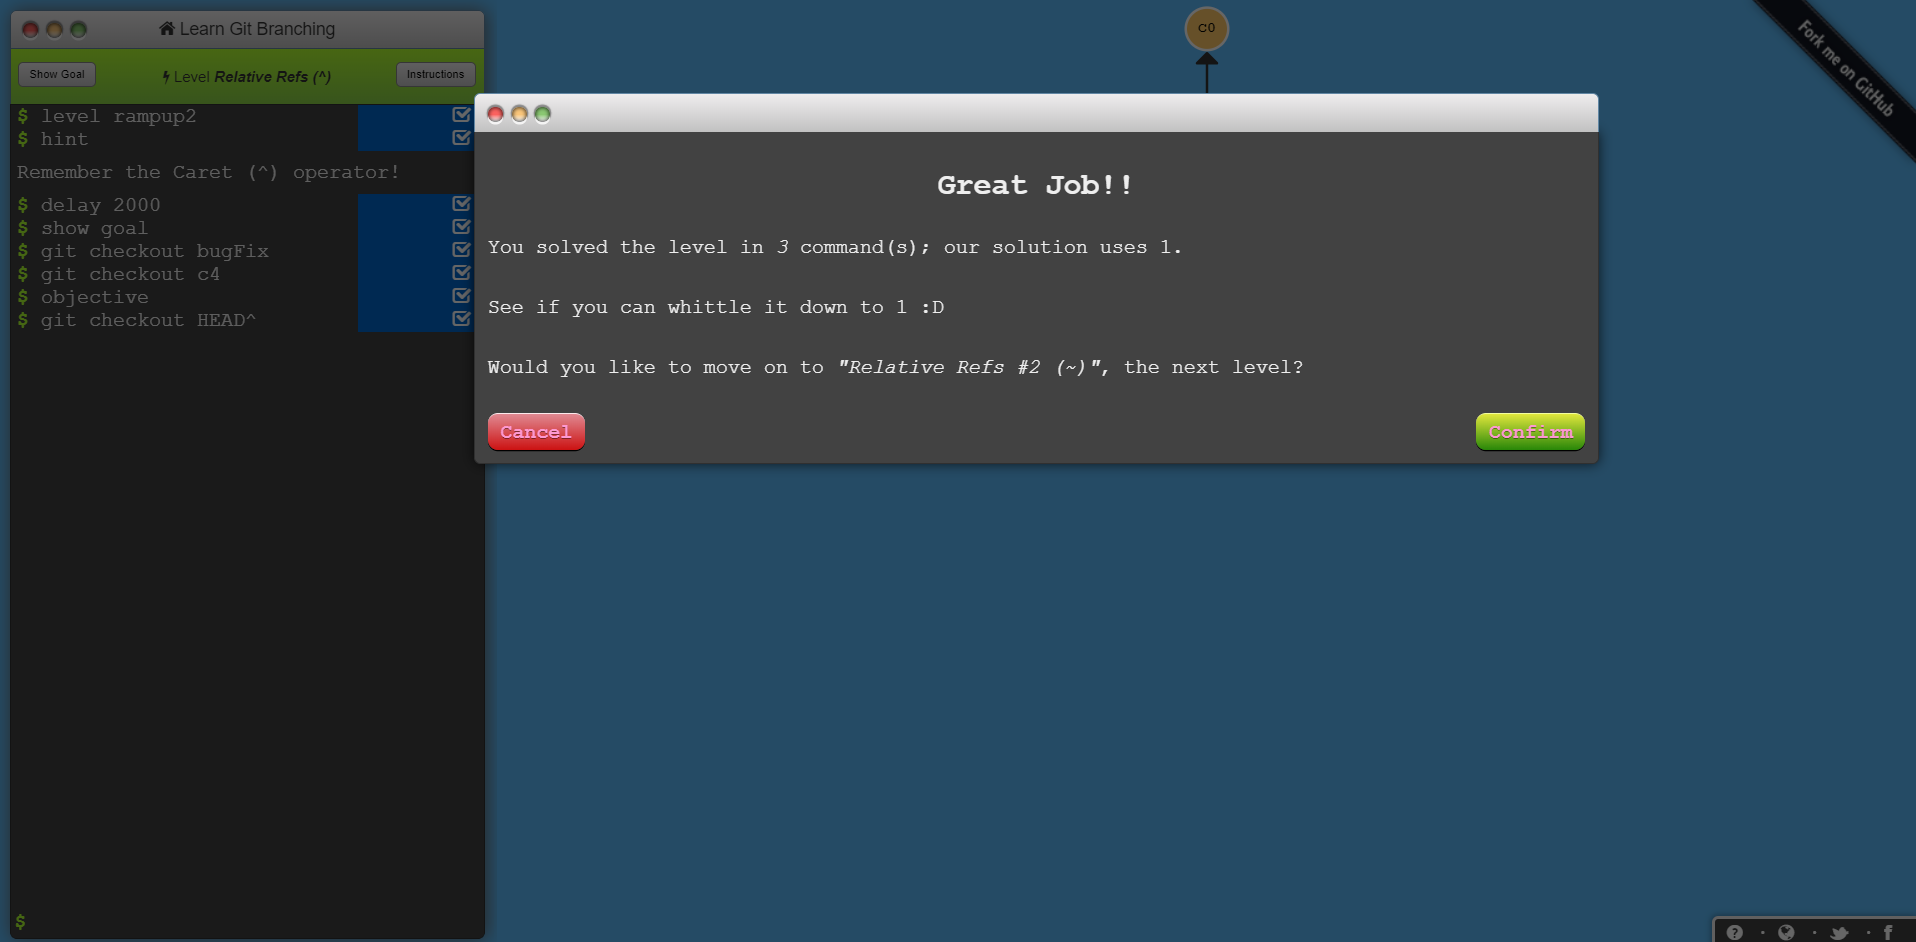 Learn Git Branching
Show Goal
Level Relative Refs (^)
Instructions
$ level rampup2
$ hint
Remember the Caret (^) operator!
$ delay 2000
$ show goal
$ git checkout bugFix
$ git checkout c4
$ objective
$ git checkout HEAD^
$
C0
Fork me on GitHub
Great Job!!
You solved the level in 3 command(s); our solution uses 1.
See if you can whittle it down to 1 :D
Would you like to move on to "Relative Refs #2 (~)", the next level?
Cancel
Confirm